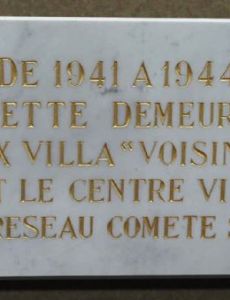 DE 1941 A 1944
ETTE DEMEUR
X VILLA "VOISIN
T LE CENTRE VI
RESEAU COMETE S